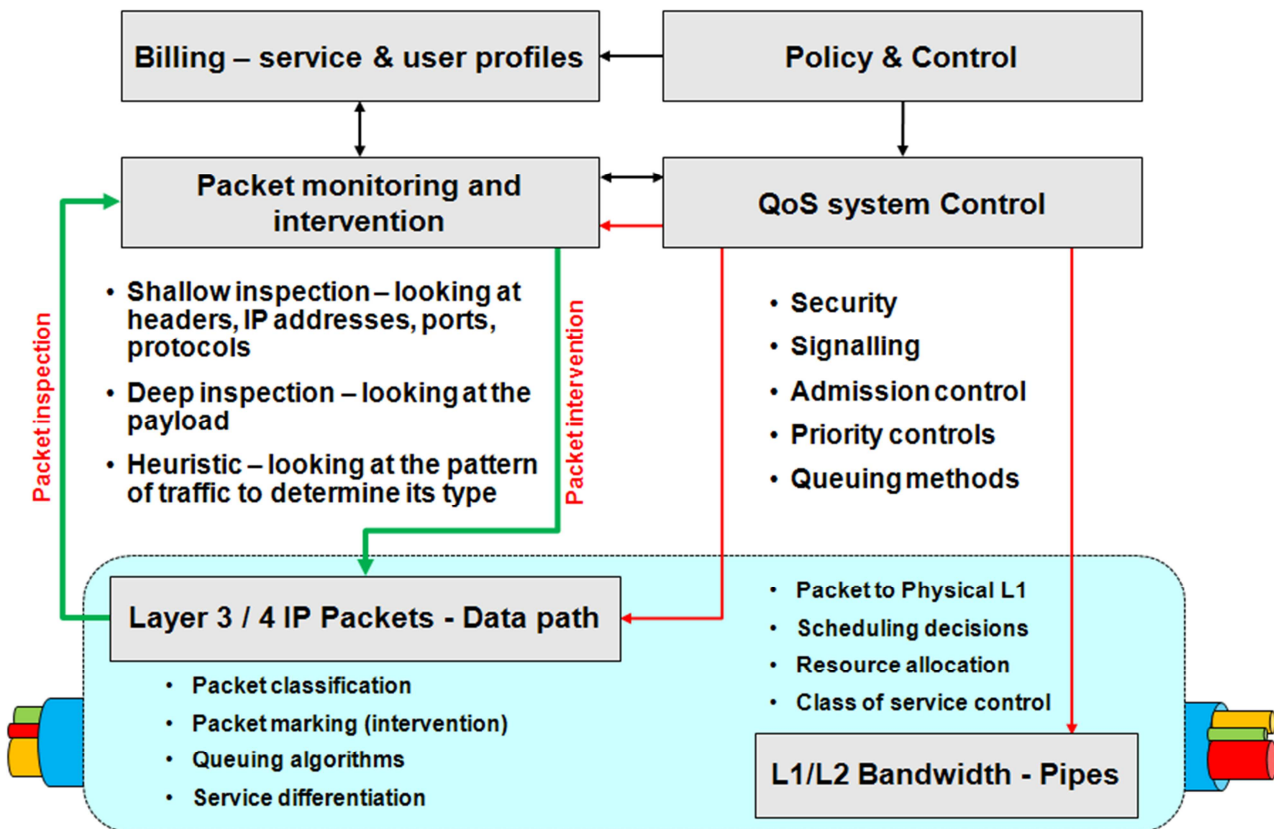 Billing – service & user profiles
Policy & Control
Packet monitoring and
intervention
QoS system Control
Packet inspection
• Shallow inspection – looking at
headers, IP addresses, ports,
protocols
• Deep inspection – looking at the
payload
• Heuristic – looking at the pattern
of traffic to determine its type
Packet intervention
• Security
• Signalling
• Admission control
• Priority controls
• Queuing methods
Layer 3 / 4 IP Packets - Data path
• Packet classification
• Packet marking (intervention)
• Queuing algorithms
• Service differentiation
• Packet to Physical L1
• Scheduling decisions
• Resource allocation
• Class of service control
L1/L2 Bandwidth - Pipes